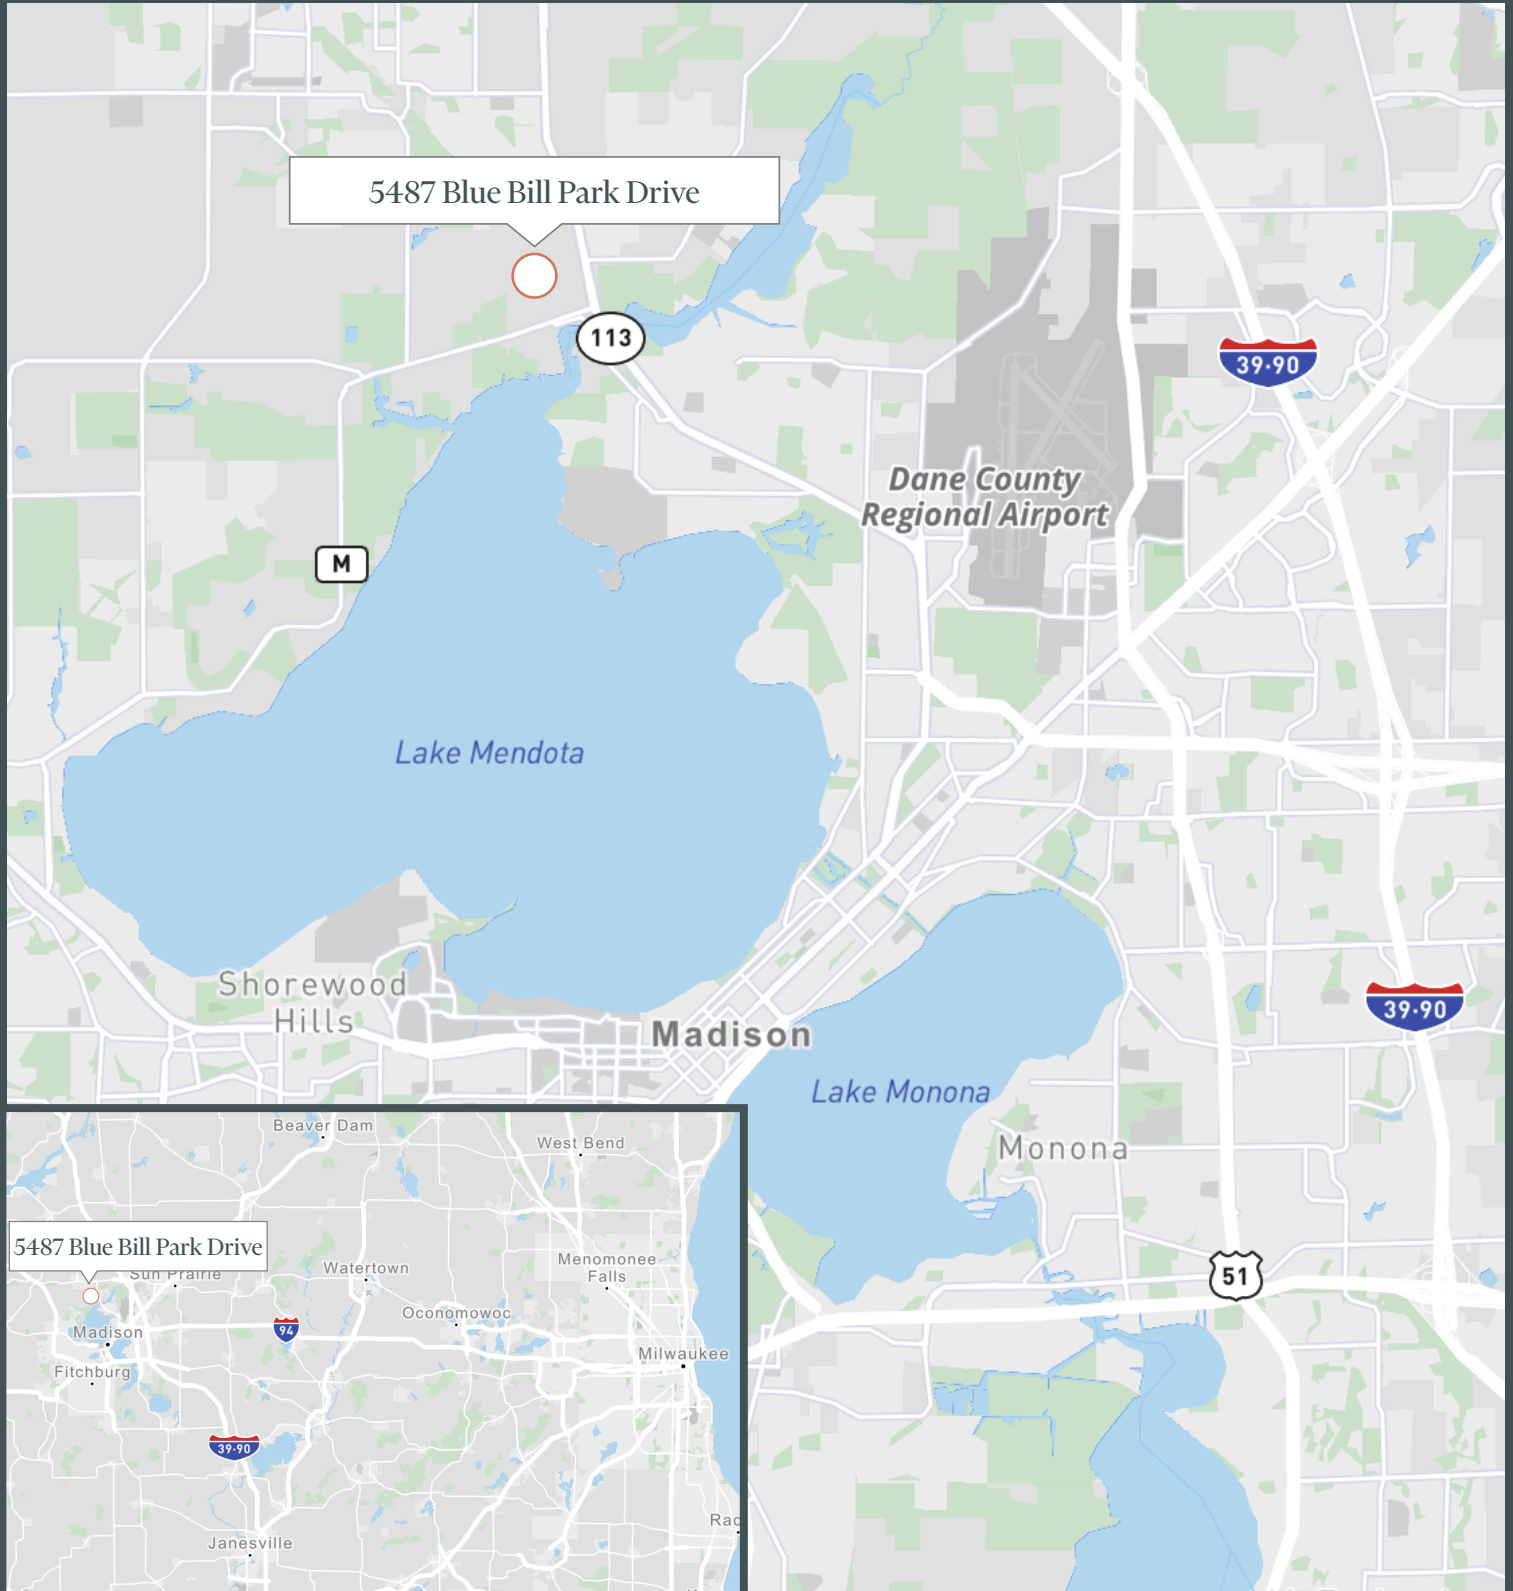 5487 Blue Bill Park Drive
113
39·90
Dane County
Regional Airport
M
Lake Mendota
Shorewood
Hills
Madison
39·90
Lake Monona
Monona
51
Beaver Dam
West Bend
5487 Blue Bill Park Drive
Sun Prairie
Watertown
Menomonee
Falls
Oconomowoc
94
Madison
Milwaukee
Fitchburg
39·90
Rac
Janesville